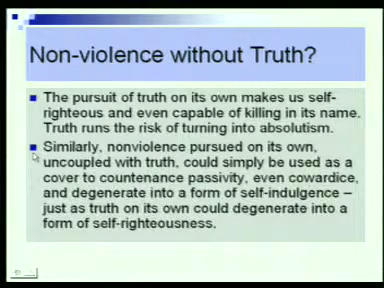 Non-violence without Truth?
The pursuit of truth on its own makes us self-
righteous and even capable of killing in its name.
Truth runs the risk of turning into absolutism.
Similarly, nonviolence pursued on its own,
uncoupled with truth, could simply be used as a
cover to countenance passivity, even cowardice,
and degenerate into a form of self-indulgence –
just as truth on its own could degenerate into a
form of self-righteousness.